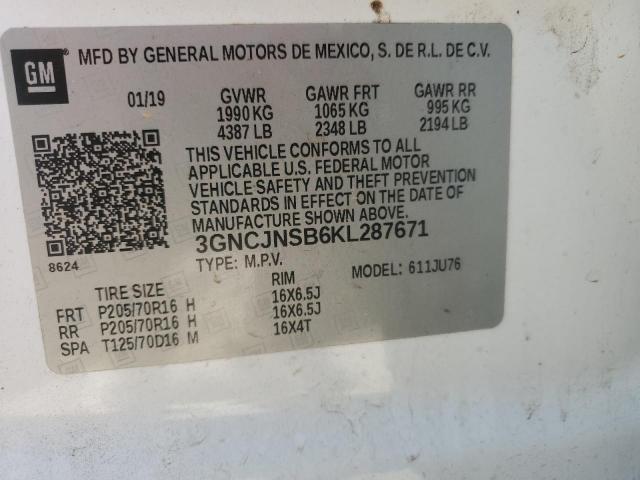 GM
MFD BY GENERAL MOTORS DE MEXICO, S. DE R.L. DE C.V.
01/19 GVWR GAWR FRT GAWR RR
1990 KG 1065 KG 995 KG
4387 LB 2348 LB 2194 LB
THIS VEHICLE CONFORMS TO ALL
APPLICABLE U.S. FEDERAL MOTOR
VEHICLE SAFETY AND THEFT PREVENTION
STANDARDS IN EFFECT ON THE DATE OF
MANUFACTURE SHOWN ABOVE.
3GNCJNSB6KL287671
8624
TYPE: M.P.V. MODEL: 611JU76
TIRE SIZE RIM
FRT P205/70R16 H 16X6.5J
RR P205/70R16 H 16X6.5J
SPA T125/70D16 M 16X4T